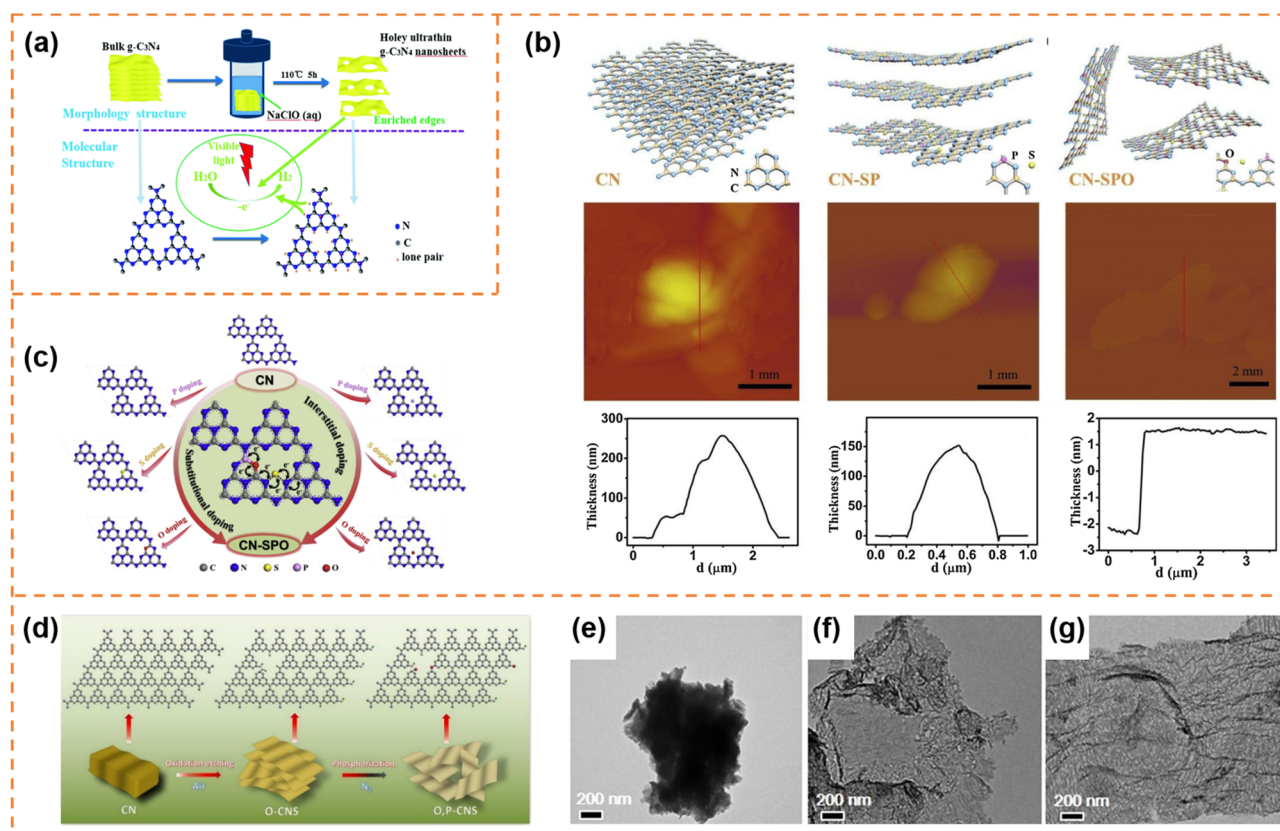 (a)
Bulk g-C3N4
Holey ultrathin
g-C3N4 nanosheets
110℃ 5h
NaClO (aq)
Morphology structure
Enriched edges
Molecular
Structure
Visible
light
H2O
H2
-e-
N
C
lone pair
(b)
N
C
CN
P S
CN-SP
O
CN-SPO
1 mm
1 mm
2 mm
Thickness (nm)
300
200
100
0
0 1 2
d (μm)
Thickness (nm)
150
100
50
0
0.0 0.2 0.4 0.6 0.8 1.0
d (μm)
Thickness (nm)
2
1
0
-1
-2
-3
0 1 2 3
d (μm)
(c)
CN
P doping
P doping
S doping
S doping
O doping
O doping
Substitutional doping
Interstitial doping
e- e- e- e- e-
CN-SPO
C N S P O
(d)
Oxidation etching
Air
Phosphorization
N2
CN
O-CNS
O,P-CNS
(e)
200 nm
(f)
200 nm
(g)
200 nm